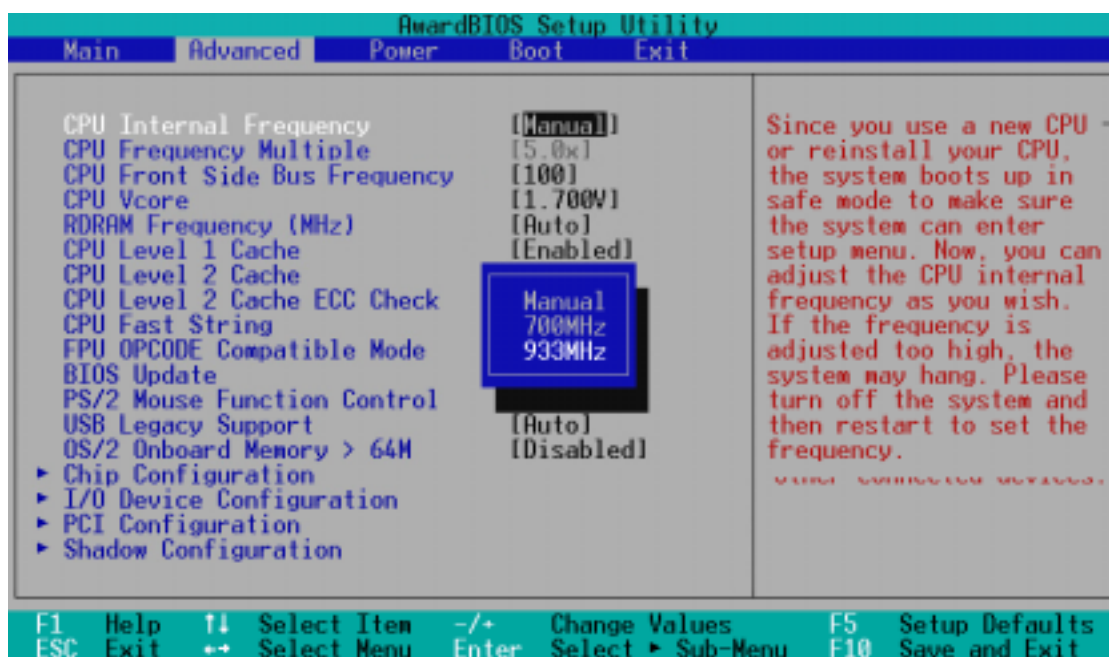 AwardBIOS Setup Utility
Main Advanced Power Boot Exit
CPU Internal Frequency [Manual]
CPU Frequency Multiple [5.0x]
CPU Front Side Bus Frequency [100]
CPU Vcore [1.700V]
RDRAM Frequency (MHz) [Auto]
CPU Level 1 Cache [Enabled]
CPU Level 2 Cache
CPU Level 2 Cache ECC Check
CPU Fast String
FPU OPCODE Compatible Mode
BIOS Update
PS/2 Mouse Function Control
USB Legacy Support [Auto]
OS/2 Onboard Memory > 64M [Disabled]
Chip Configuration
I/O Device Configuration
PCI Configuration
Shadow Configuration
Manual
700MHz
933MHz
Since you use a new CPU
or reinstall your CPU,
the system boots up in
safe mode to make sure
the system can enter
setup menu. Now, you can
adjust the CPU internal
frequency as you wish.
If the frequency is
adjusted too high, the
system may hang. Please
turn off the system and
then restart to set the
frequency.
other connected devices.
F1 Help ↑↓ Select Item -/+ Change Values F5 Setup Defaults
ESC Exit ←→ Select Menu Enter Select ► Sub-Menu F10 Save and Exit